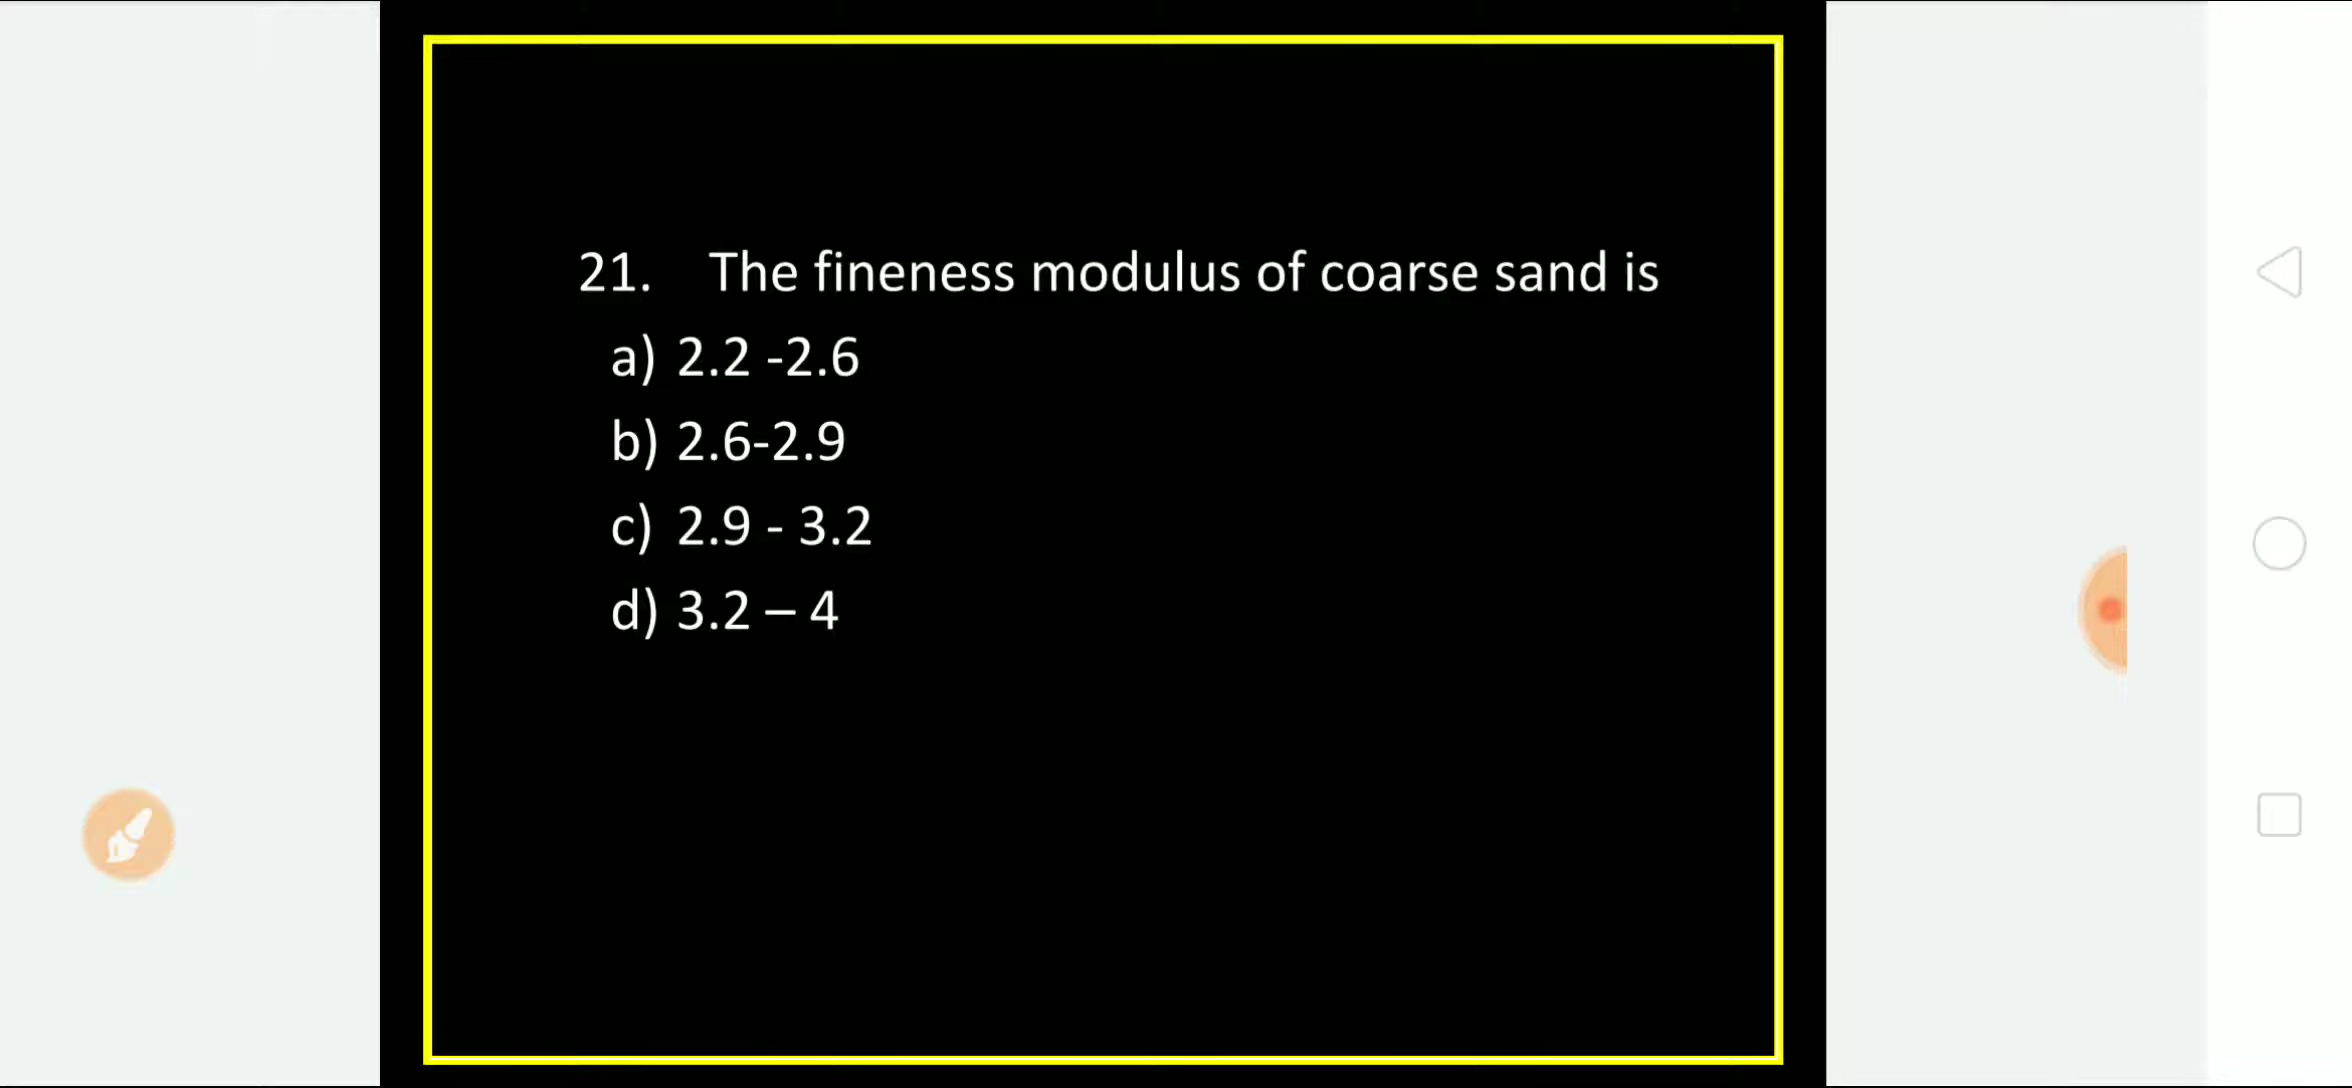 21. The fineness modulus of coarse sand is
a) 2.2 -2.6
b) 2.6-2.9
c) 2.9 - 3.2
d) 3.2 – 4